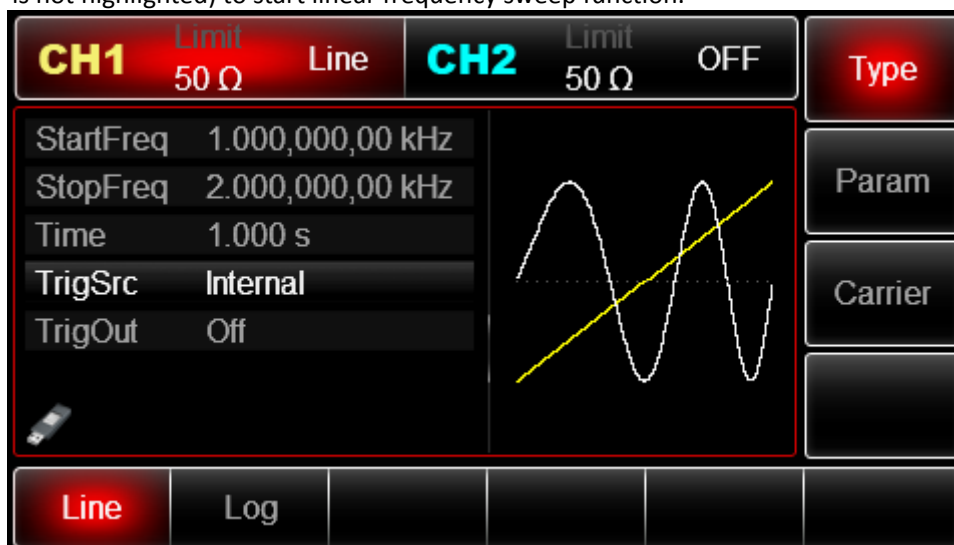 is not highlighted) to start linear frequency sweep function.
CH1 Limit 50 Ω Line CH2 Limit 50 Ω OFF
Type
StartFreq 1.000,000,00 kHz
StopFreq 2.000,000,00 kHz
Param
Time 1.000 s
TrigSrc Internal
Carrier
TrigOut Off
Line Log